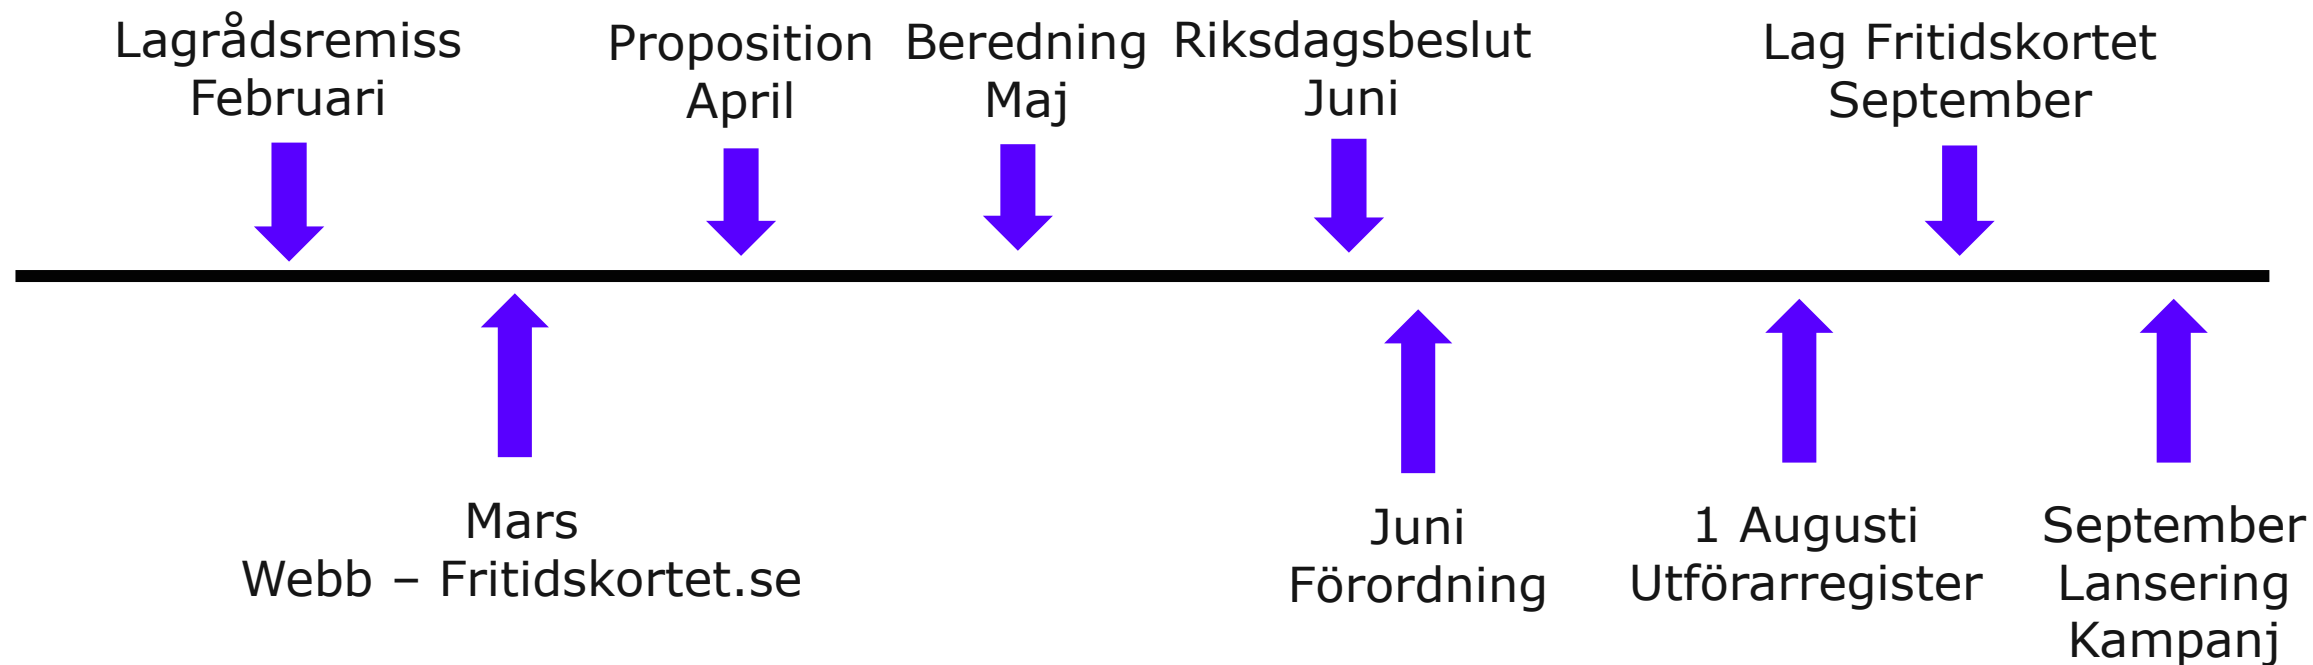 Lagrådsremiss
Februari
Proposition
April
Beredning
Maj
Riksdagsbeslut
Juni
Lag Fritidskortet
September
Mars
Webb – Fritidskortet.se
Juni
Förordning
1 Augusti
Utförarregister
September
Lansering
Kampanj